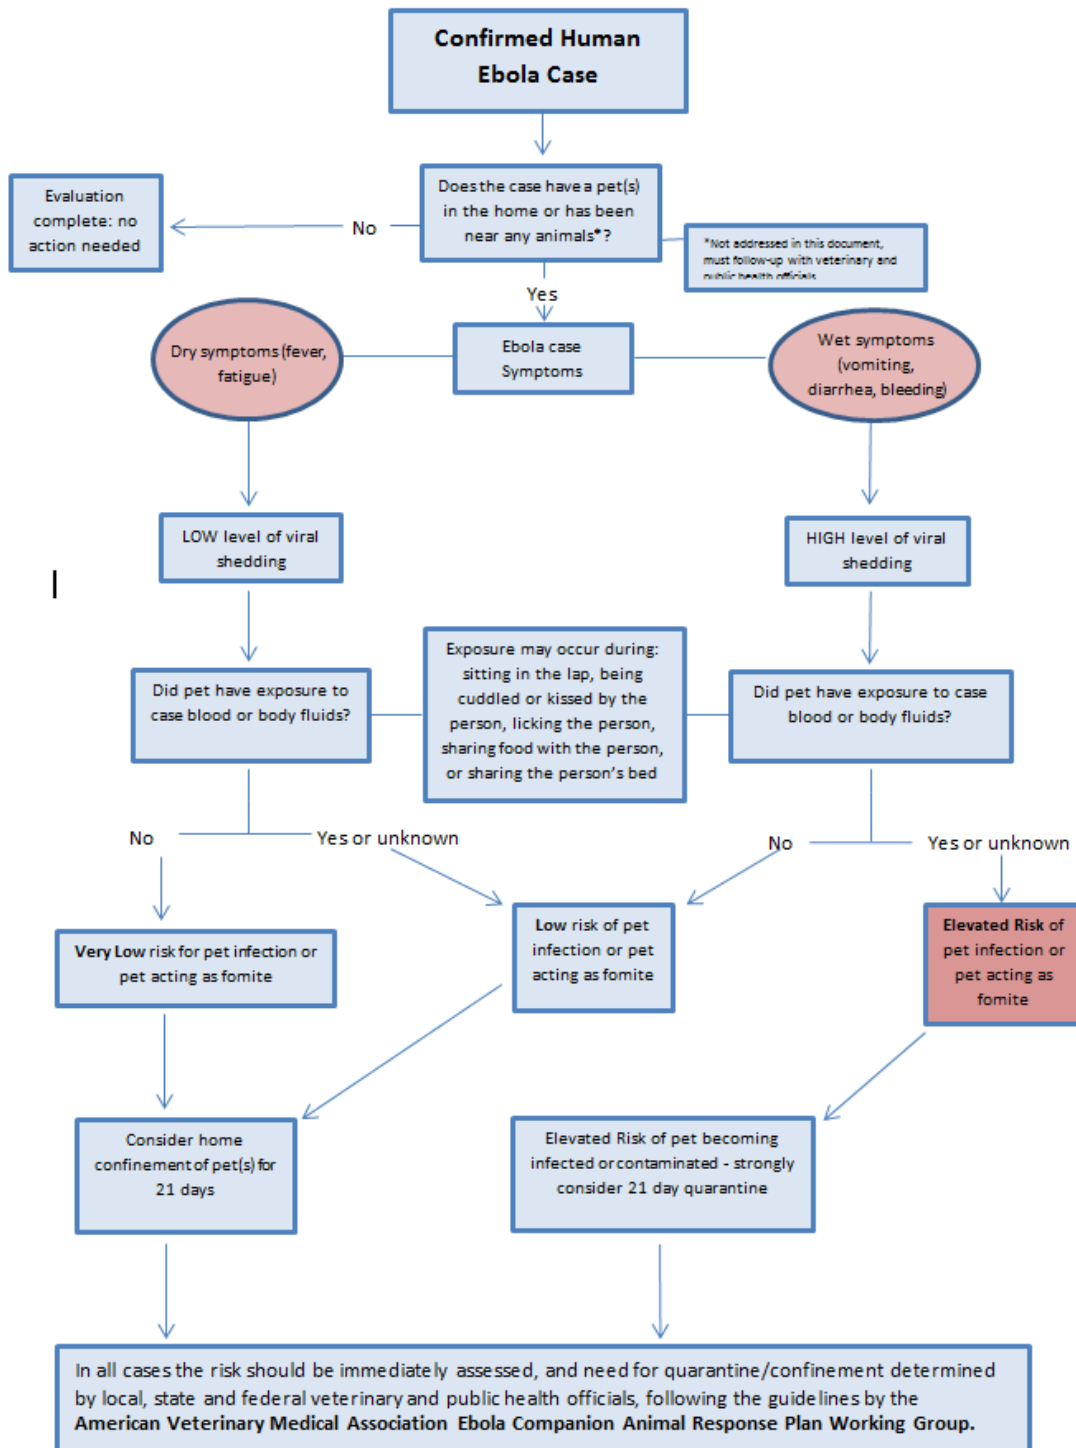 Confirmed Human
Ebola Case
Does the case have a pet(s)
in the home or has been
near any animals*?
No
Evaluation
complete: no
action needed
*Not addressed in this document,
must follow-up with veterinary and
public health officials
Yes
Dry symptoms (fever,
fatigue)
Ebola case
Symptoms
Wet symptoms
(vomiting,
diarrhea, bleeding)
LOW level of viral
shedding
HIGH level of viral
shedding
Did pet have exposure to
case blood or body fluids?
Exposure may occur during:
sitting in the lap, being
cuddled or kissed by the
person, licking the person,
sharing food with the person,
or sharing the person's bed
Did pet have exposure to case
blood or body fluids?
No
Yes or unknown
No
Yes or unknown
Very Low risk for pet infection or
pet acting as fomite
Low risk of pet
infection or pet
acting as fomite
Elevated Risk of
pet infection or
pet acting as
fomite
Consider home
confinement of pet(s) for
21 days
Elevated Risk of pet becoming
infected or contaminated - strongly
consider 21 day quarantine
In all cases the risk should be immediately assessed, and need for quarantine/confinement determined
by local, state and federal veterinary and public health officials, following the guidelines by the
American Veterinary Medical Association Ebola Companion Animal Response Plan Working Group.